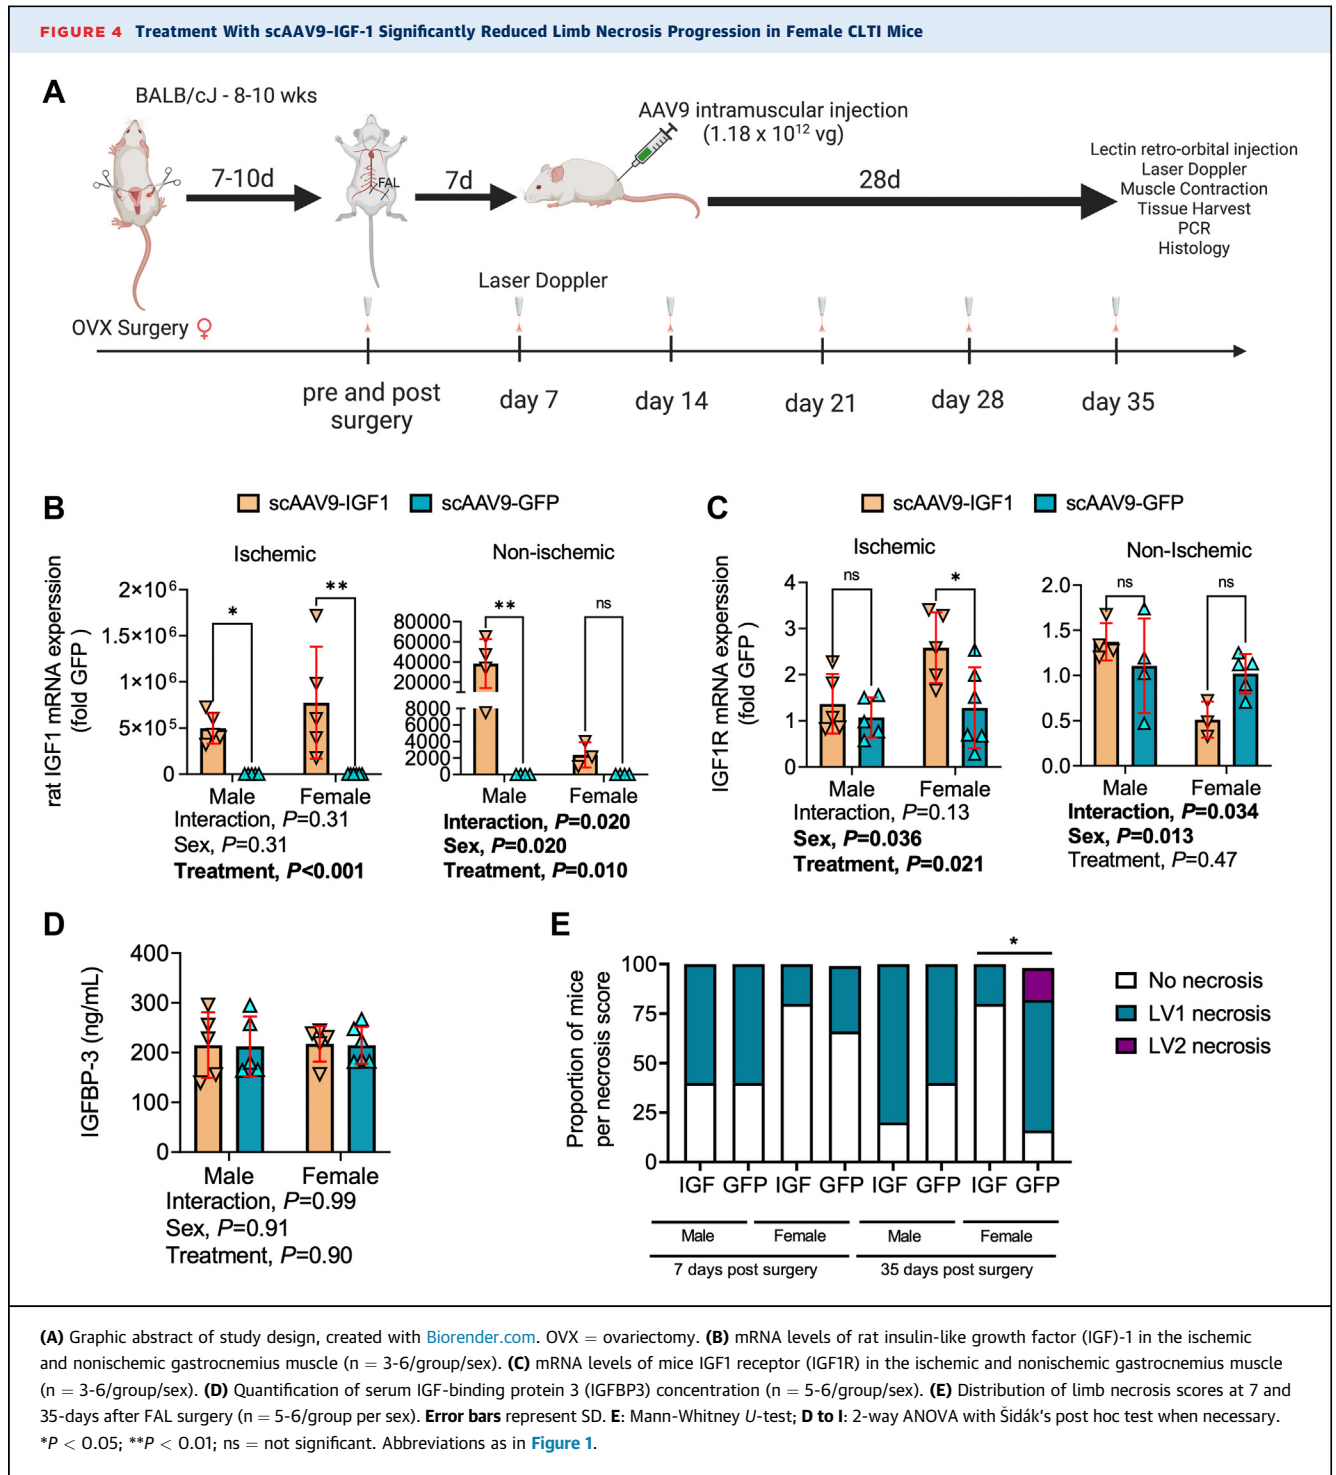 FIGURE 4 Treatment With scAAV9-IGF-1 Significantly Reduced Limb Necrosis Progression in Female CLTI Mice
A
BALB/cJ - 8-10 wks
AAV9 intramuscular injection
(1.18 x 10¹² vg)
7-10d
FAL
7d
28d
Lectin retro-orbital injection
Laser Doppler
Muscle Contraction
Tissue Harvest
PCR
Histology
Laser Doppler
OVX Surgery ♀
pre and post
surgery
day 7
day 14
day 21
day 28
day 35
B
scAAV9-IGF1
scAAV9-GFP
Ischemic
Non-ischemic
rat IGF1 mRNA experssion
(fold GFP )
2×10⁶
1.5×10⁶
1×10⁶
5×10⁵
0
*
**
Male
Female
Interaction, P=0.31
Sex, P=0.31
Treatment, P<0.001
80000
60000
40000
20000
8000
6000
4000
2000
0
**
ns
Male
Female
Interaction, P=0.020
Sex, P=0.020
Treatment, P=0.010
C
scAAV9-IGF1
scAAV9-GFP
Ischemic
Non-Ischemic
IGF1R mRNA expression
(fold GFP )
4
3
2
1
0
ns
*
Male
Female
Interaction, P=0.13
Sex, P=0.036
Treatment, P=0.021
2.0
1.5
1.0
0.5
0.0
ns
ns
Male
Female
Interaction, P=0.034
Sex, P=0.013
Treatment, P=0.47
D
IGFBP-3 (ng/mL)
400
300
200
100
0
Male
Female
Interaction, P=0.99
Sex, P=0.91
Treatment, P=0.90
E
Proportion of mice
per necrosis score
100
75
50
25
0
*
No necrosis
LV1 necrosis
LV2 necrosis
IGF GFP IGF GFP IGF GFP IGF GFP
Male Female Male Female
7 days post surgery 35 days post surgery
(A) Graphic abstract of study design, created with Biorender.com. OVX = ovariectomy. (B) mRNA levels of rat insulin-like growth factor (IGF)-1 in the ischemic
and nonischemic gastrocnemius muscle (n = 3-6/group/sex). (C) mRNA levels of mice IGF1 receptor (IGF1R) in the ischemic and nonischemic gastrocnemius muscle
(n = 3-6/group/sex). (D) Quantification of serum IGF-binding protein 3 (IGFBP3) concentration (n = 5-6/group/sex). (E) Distribution of limb necrosis scores at 7 and
35-days after FAL surgery (n = 5-6/group per sex). Error bars represent SD. E: Mann-Whitney U-test; D to I: 2-way ANOVA with Šidák's post hoc test when necessary.
*P < 0.05; **P < 0.01; ns = not significant. Abbreviations as in Figure 1.